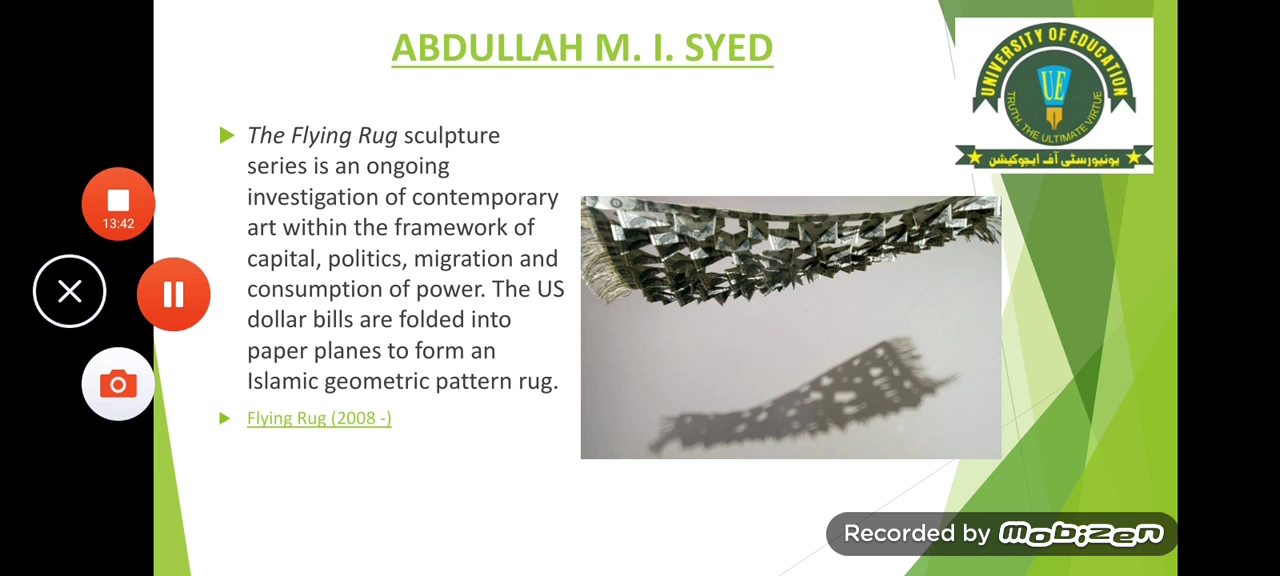 ABDULLAH M. I. SYED
UNIVERSITY OF EDUCATION
UE
TRUTH, THE ULTIMATE VIRTUE
یونیورسٹی آف ایجوکیشن
The Flying Rug sculpture
series is an ongoing
investigation of contemporary
art within the framework of
capital, politics, migration and
consumption of power. The US
dollar bills are folded into
paper planes to form an
Islamic geometric pattern rug.
Flying Rug (2008 -)
13:42
Recorded by mobizen